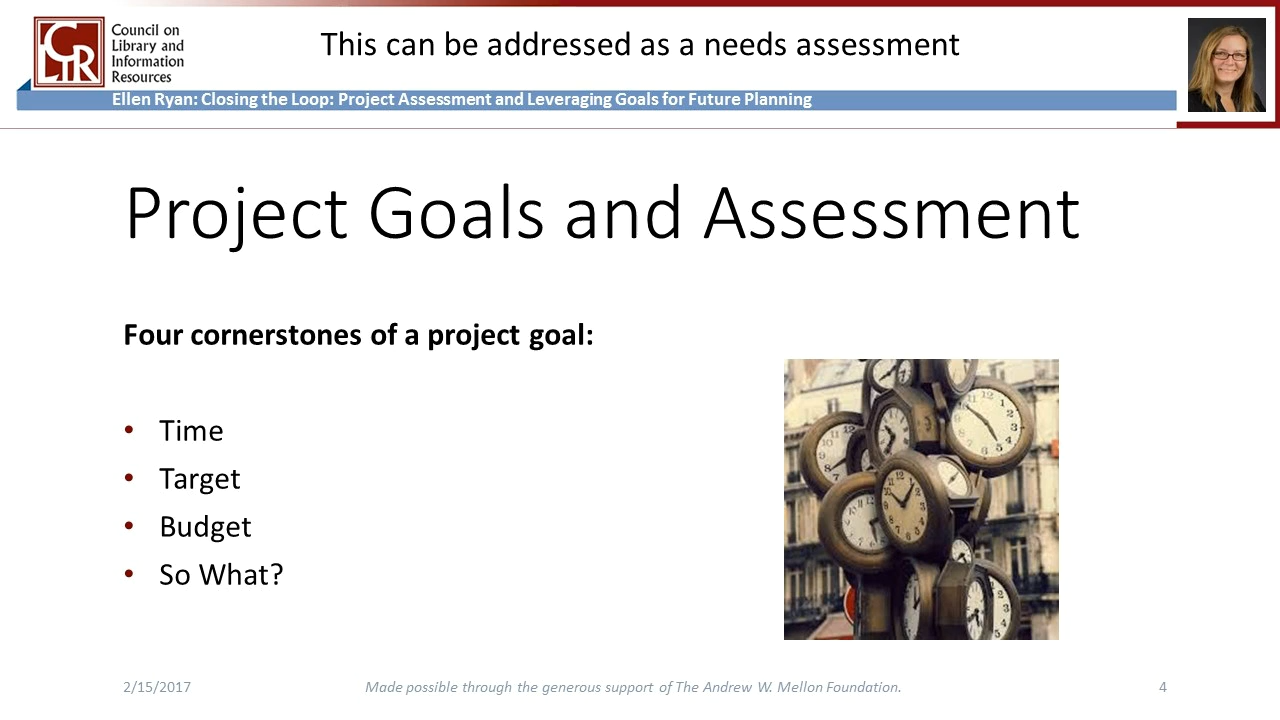 Council on
Library and
Information
Resources
CLIR
This can be addressed as a needs assessment
Ellen Ryan: Closing the Loop: Project Assessment and Leveraging Goals for Future Planning
Project Goals and Assessment
Four cornerstones of a project goal:
• Time
• Target
• Budget
• So What?
2/15/2017
Made possible through the generous support of The Andrew W. Mellon Foundation.
4